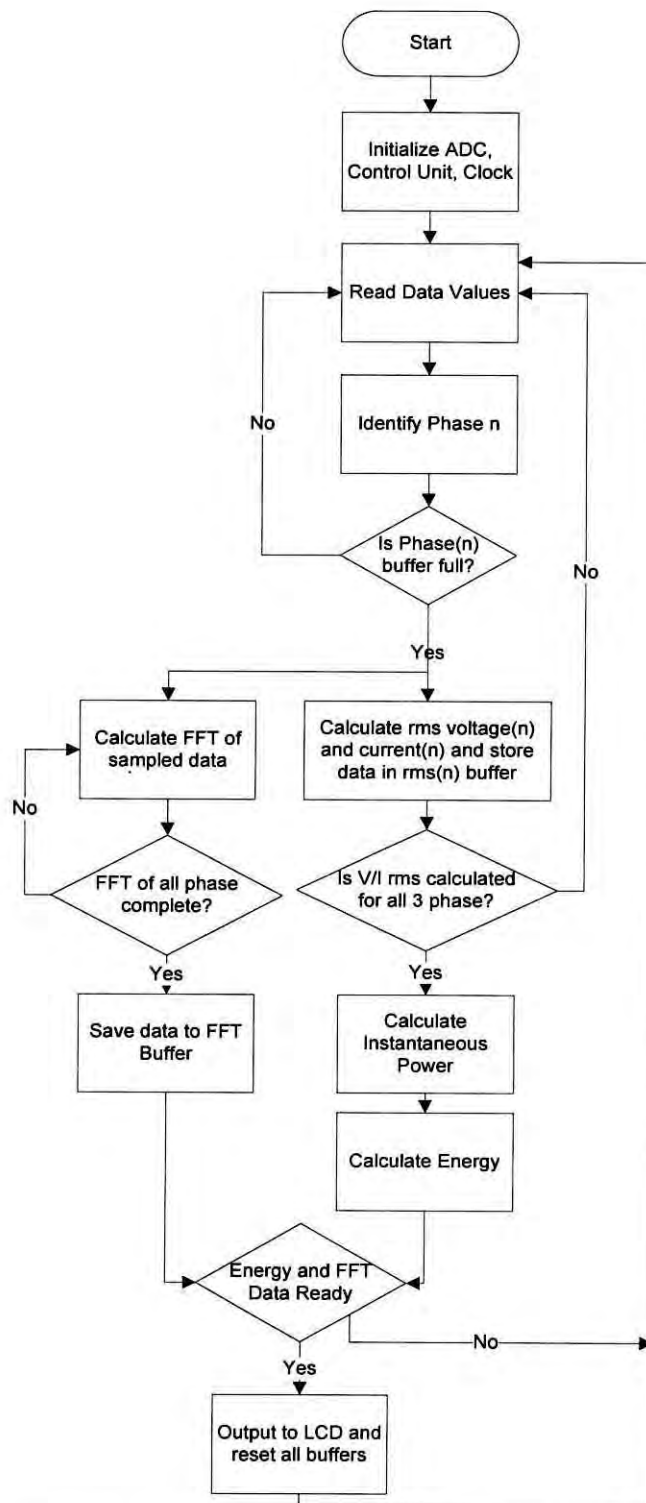 Start
Initialize ADC,
Control Unit, Clock
Read Data Values
Identify Phase n
No
Is Phase(n)
buffer full?
No
Yes
Calculate FFT of
sampled data
Calculate rms voltage(n)
and current(n) and store
data in rms(n) buffer
No
FFT of all phase
complete?
Is V/I rms calculated
for all 3 phase?
Yes
Yes
Save data to FFT
Buffer
Calculate
Instantaneous
Power
Calculate Energy
Energy and FFT
Data Ready
No
Yes
Output to LCD and
reset all buffers